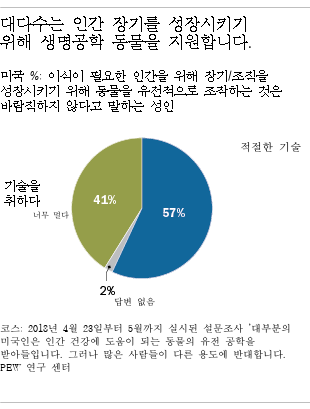 대다수는 인간 장기를 성장시키기
위해 생명공학 동물을 지원합니다.
미국 %: 이식이 필요한 인간을 위해 장기/조직을
성장시키기 위해 동물을 유전적으로 조작하는 것은
바람직하지 않다고 말하는 성인
적절한 기술
기술을
취하다
너무 멀다
41%
57%
2%
답변 없음
코스: 2018년 4월 23일부터 5월까지 실시된 설문조사 '대부분의
미국인은 인간 건강에 도움이 되는 동물의 유전 공학을
받아들입니다. 그러나 많은 사람들이 다른 용도에 반대합니다.
PEW 연구 센터